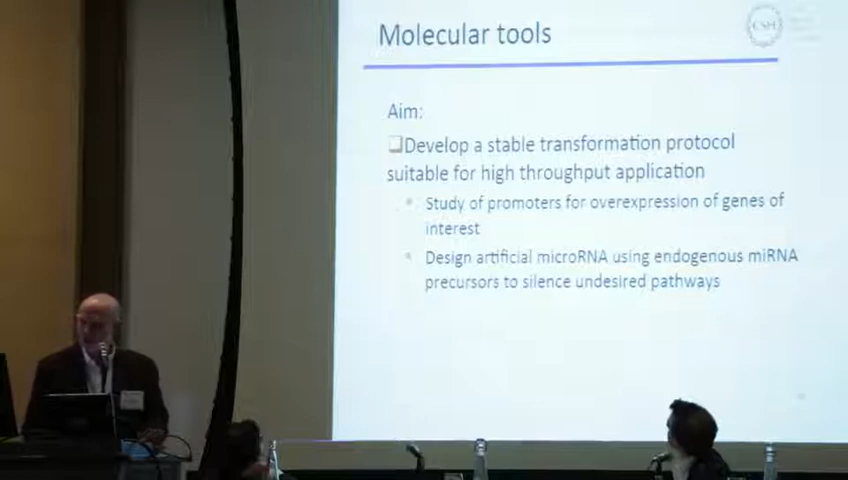 Molecular tools
CSH
Aim:
Develop a stable transformation protocol
suitable for high throughput application
Study of promoters for overexpression of genes of
interest
Design artificial microRNA using endogenous miRNA
precursors to silence undesired pathways